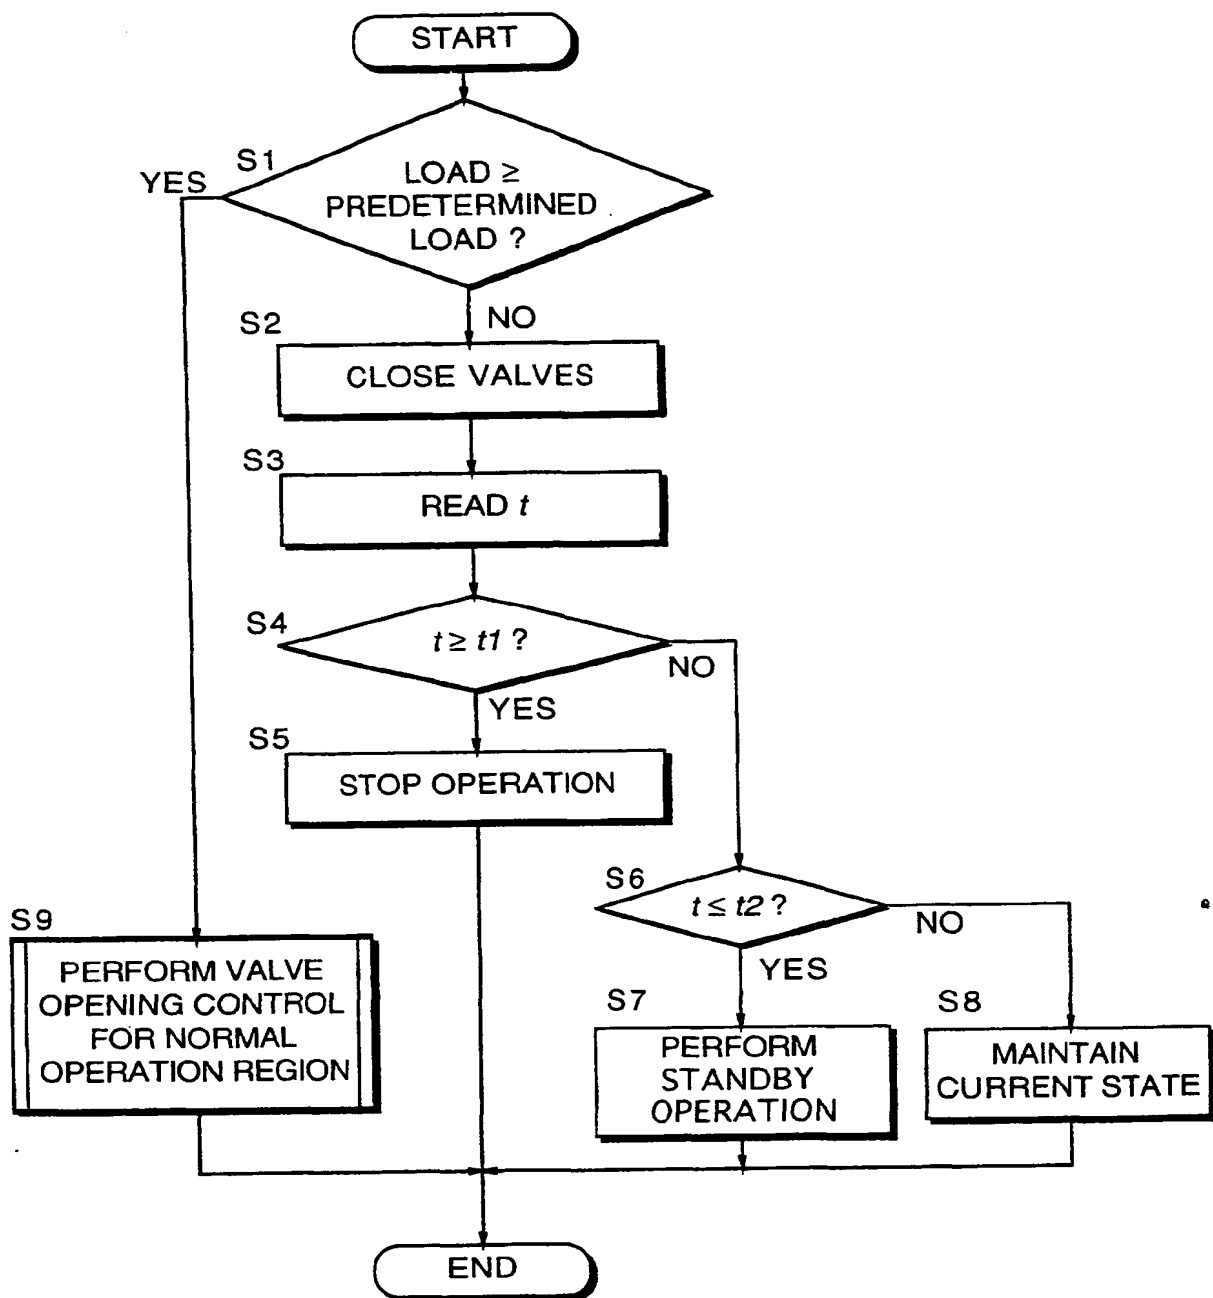 START
S1
YES
LOAD ≥
PREDETERMINED
LOAD ?
NO
S2
CLOSE VALVES
S3
READ t
S4
t ≥ t1 ?
NO
YES
S5
STOP OPERATION
S6
t ≤ t2 ?
NO
YES
S9
PERFORM VALVE
OPENING CONTROL
FOR NORMAL
OPERATION REGION
S7
PERFORM
STANDBY
OPERATION
S8
MAINTAIN
CURRENT STATE
END